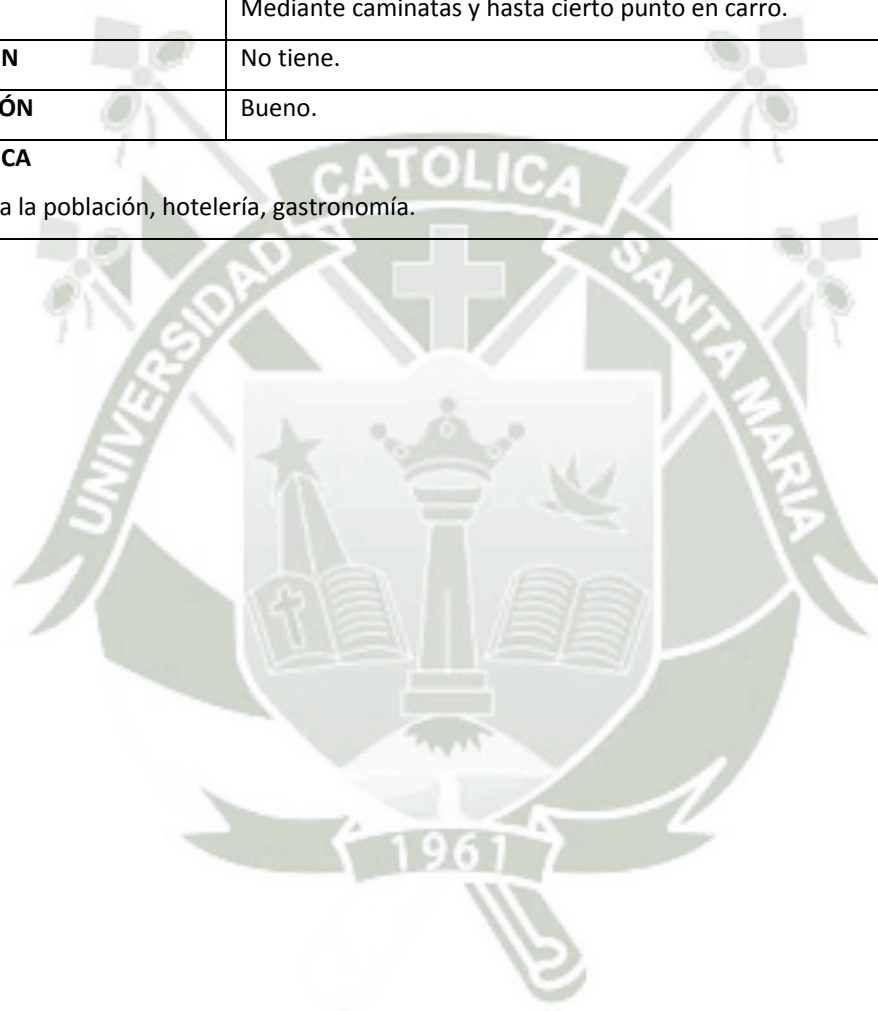 Mediante caminatas y hasta cierto punto en carro.
N No tiene.
ÓN Bueno.
CA
a la población, hotelería, gastronomía.
UNIVERSIDAD CATOLICA SANTA MARIA
1961